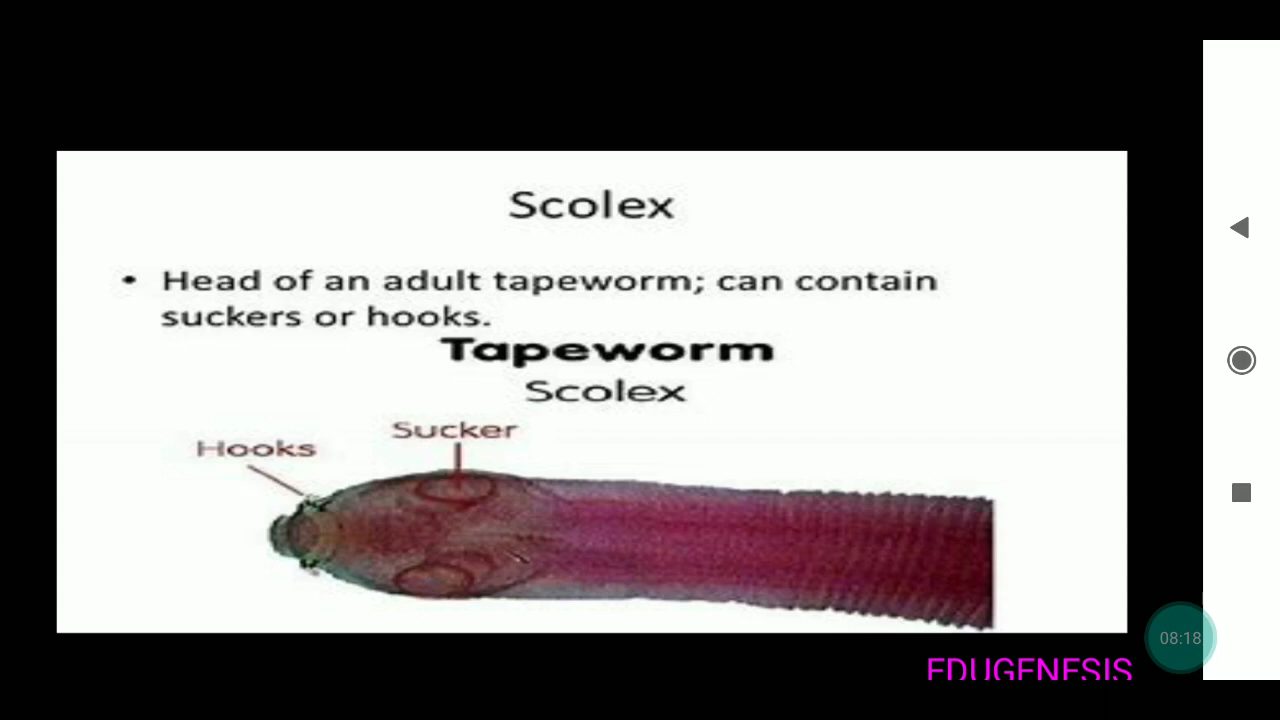 Scolex
• Head of an adult tapeworm; can contain
suckers or hooks.
Tapeworm
Scolex
Sucker
Hooks
08:18
EDUGENESIS